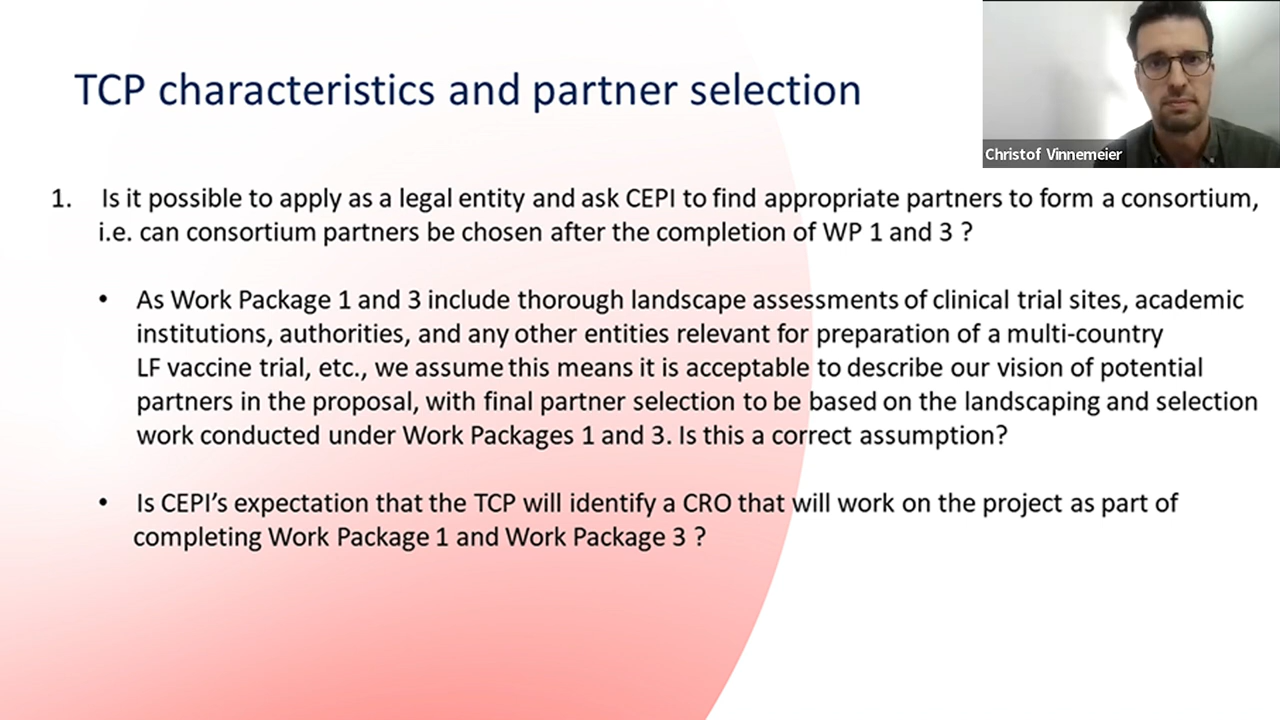 TCP characteristics and partner selection
Christof Vinnemeier
1. Is it possible to apply as a legal entity and ask CEPI to find appropriate partners to form a consortium,
i.e. can consortium partners be chosen after the completion of WP 1 and 3 ?
• As Work Package 1 and 3 include thorough landscape assessments of clinical trial sites, academic
institutions, authorities, and any other entities relevant for preparation of a multi-country
LF vaccine trial, etc., we assume this means it is acceptable to describe our vision of potential
partners in the proposal, with final partner selection to be based on the landscaping and selection
work conducted under Work Packages 1 and 3. Is this a correct assumption?
• Is CEPI’s expectation that the TCP will identify a CRO that will work on the project as part of
completing Work Package 1 and Work Package 3 ?